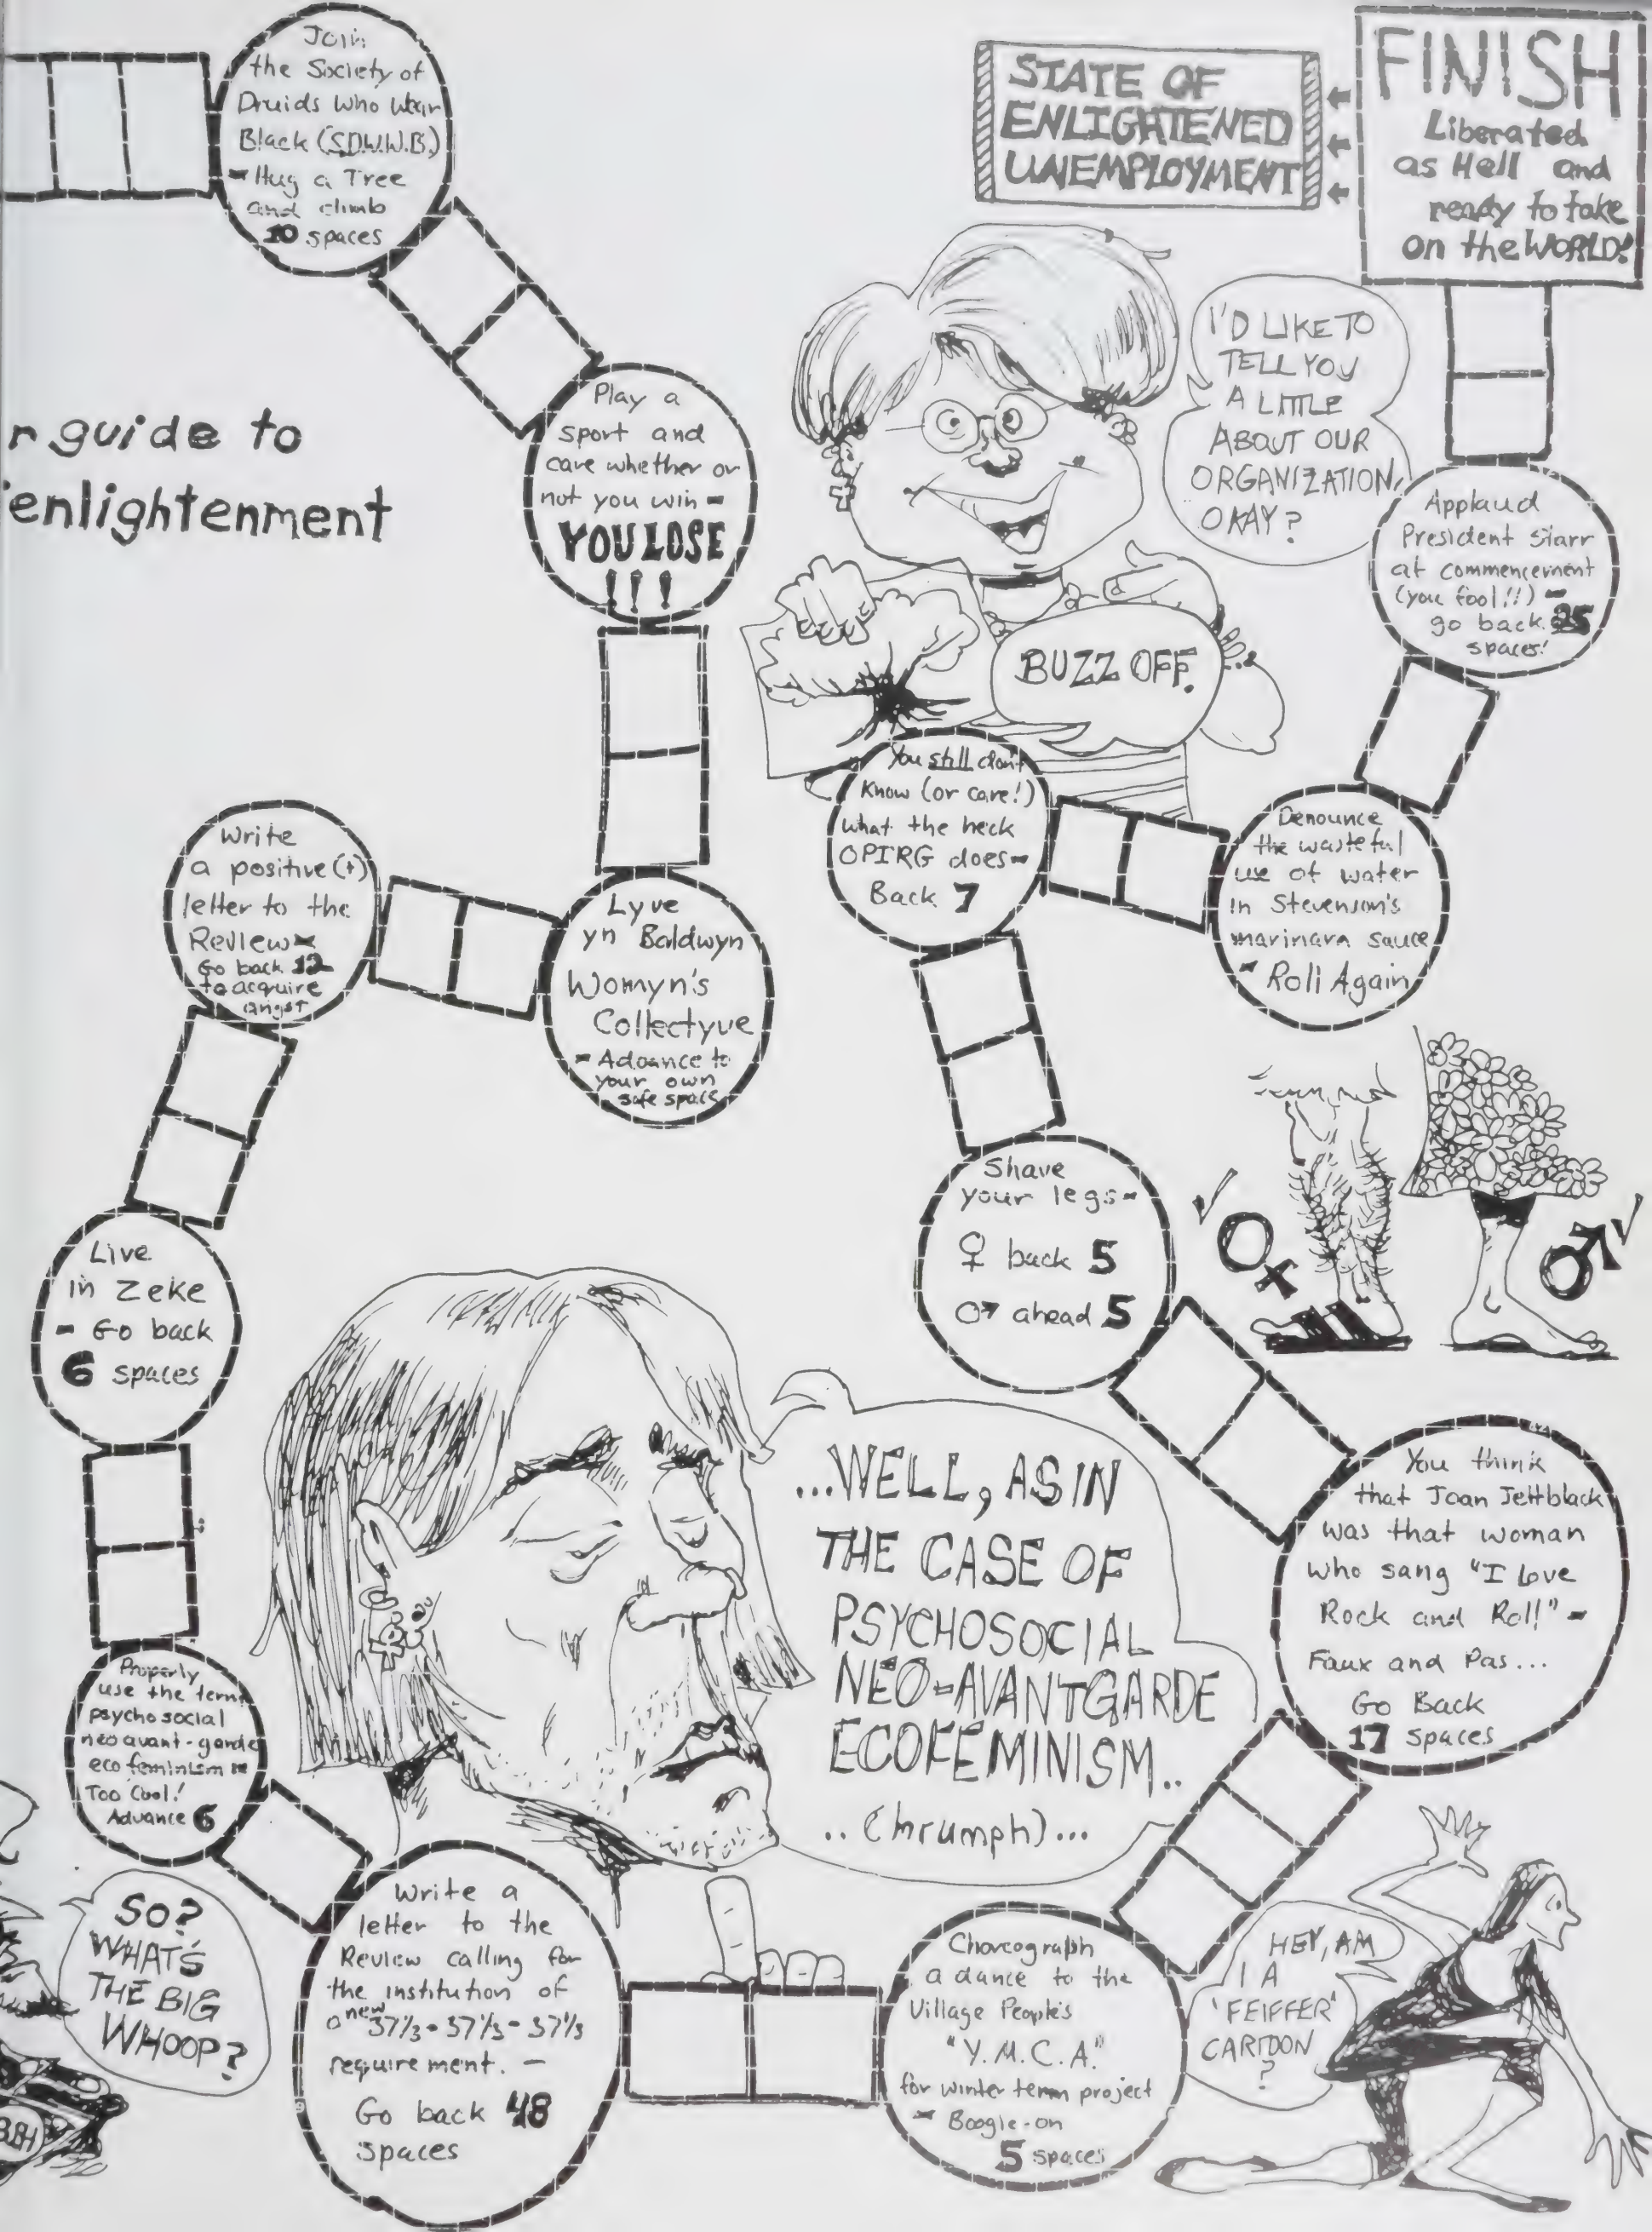 Join
the Society of
Druids Who Wear
Black (S.D.W.W.B.)
- Hug a Tree
and climb
10 spaces
r guide to
enlightenment
Play a
sport and
care whether or
not you win -
YOU LOSE
!!!
Lyve
yn Baldwyn
Womyn's
Collectyve
- Advance to
your own
safe space
Write
a positive (+)
letter to the
Review -
Go back 12
to acquire
angst
Live
in Zeke
- Go back
6 spaces
Properly
use the term
psychosocial
neo avant-garde
eco feminism -
Too Cool!
Advance 6
SO?
WHAT'S
THE BIG
WHOOP?
Write a
letter to the
Review calling for
the institution of
a new 37 1/3 - 37 1/3 - 37 1/3
requirement. -
Go back 48
spaces
...WELL, AS IN
THE CASE OF
PSYCHOSOCIAL
NEO-AVANTGARDE
ECOFEMINISM..
..(hrumph)...
Choreograph
a dance to the
Village People's
"Y.M.C.A."
for winter term project
- Boogie-on
5 spaces
HEY, AM
I A
'FEIFFER'
CARTOON
?
You think
that Joan Jettblack
was that woman
who sang "I Love
Rock and Roll" -
Faux and Pas...
Go Back
17 spaces
Shave
your legs -
♀ back 5
♂ ahead 5
♀
♂
You still don't
know (or care!)
what the heck
OPIRG does -
Back 7
Denounce
the wasteful
use of water
in Stevenson's
marinara sauce
- Roll Again
Applaud
President Starr
at commencement
(you fool!!) -
go back 25
spaces!
I'D LIKE TO
TELL YOU
A LITTLE
ABOUT OUR
ORGANIZATION,
OKAY?
BUZZ OFF.
FINISH
Liberated
as Hell and
ready to take
on the WORLD!
STATE OF
ENLIGHTENED
UNEMPLOYMENT